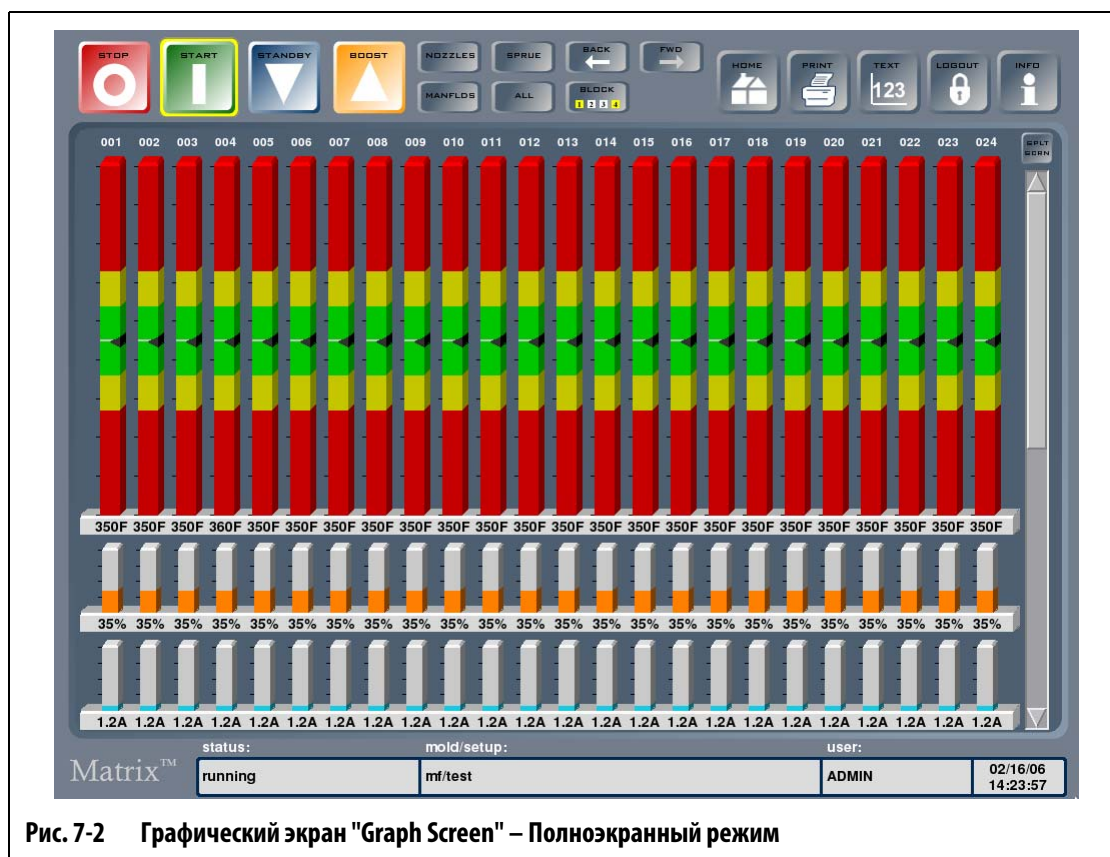 STOP START STANDBY BOOST NOZZLES SPRUE BACK FWD HOME PRINT TEXT LOGOUT INFO
MANFLDS ALL BLOCK 123
1 2 3 4
001 002 003 004 005 006 007 008 009 010 011 012 013 014 015 016 017 018 019 020 021 022 023 024 SPLT SCRN
350F 350F 350F 360F 350F 350F 350F 350F 350F 350F 350F 350F 350F 350F 350F 350F 350F 350F 350F 350F 350F 350F 350F 350F
35% 35% 35% 35% 35% 35% 35% 35% 35% 35% 35% 35% 35% 35% 35% 35% 35% 35% 35% 35% 35% 35% 35% 35%
1.2A 1.2A 1.2A 1.2A 1.2A 1.2A 1.2A 1.2A 1.2A 1.2A 1.2A 1.2A 1.2A 1.2A 1.2A 1.2A 1.2A 1.2A 1.2A 1.2A 1.2A 1.2A 1.2A 1.2A
status: mold/setup: user:
Matrix™ running mf/test ADMIN 02/16/06
14:23:57
Рис. 7-2 Графический экран "Graph Screen" – Полноэкранный режим